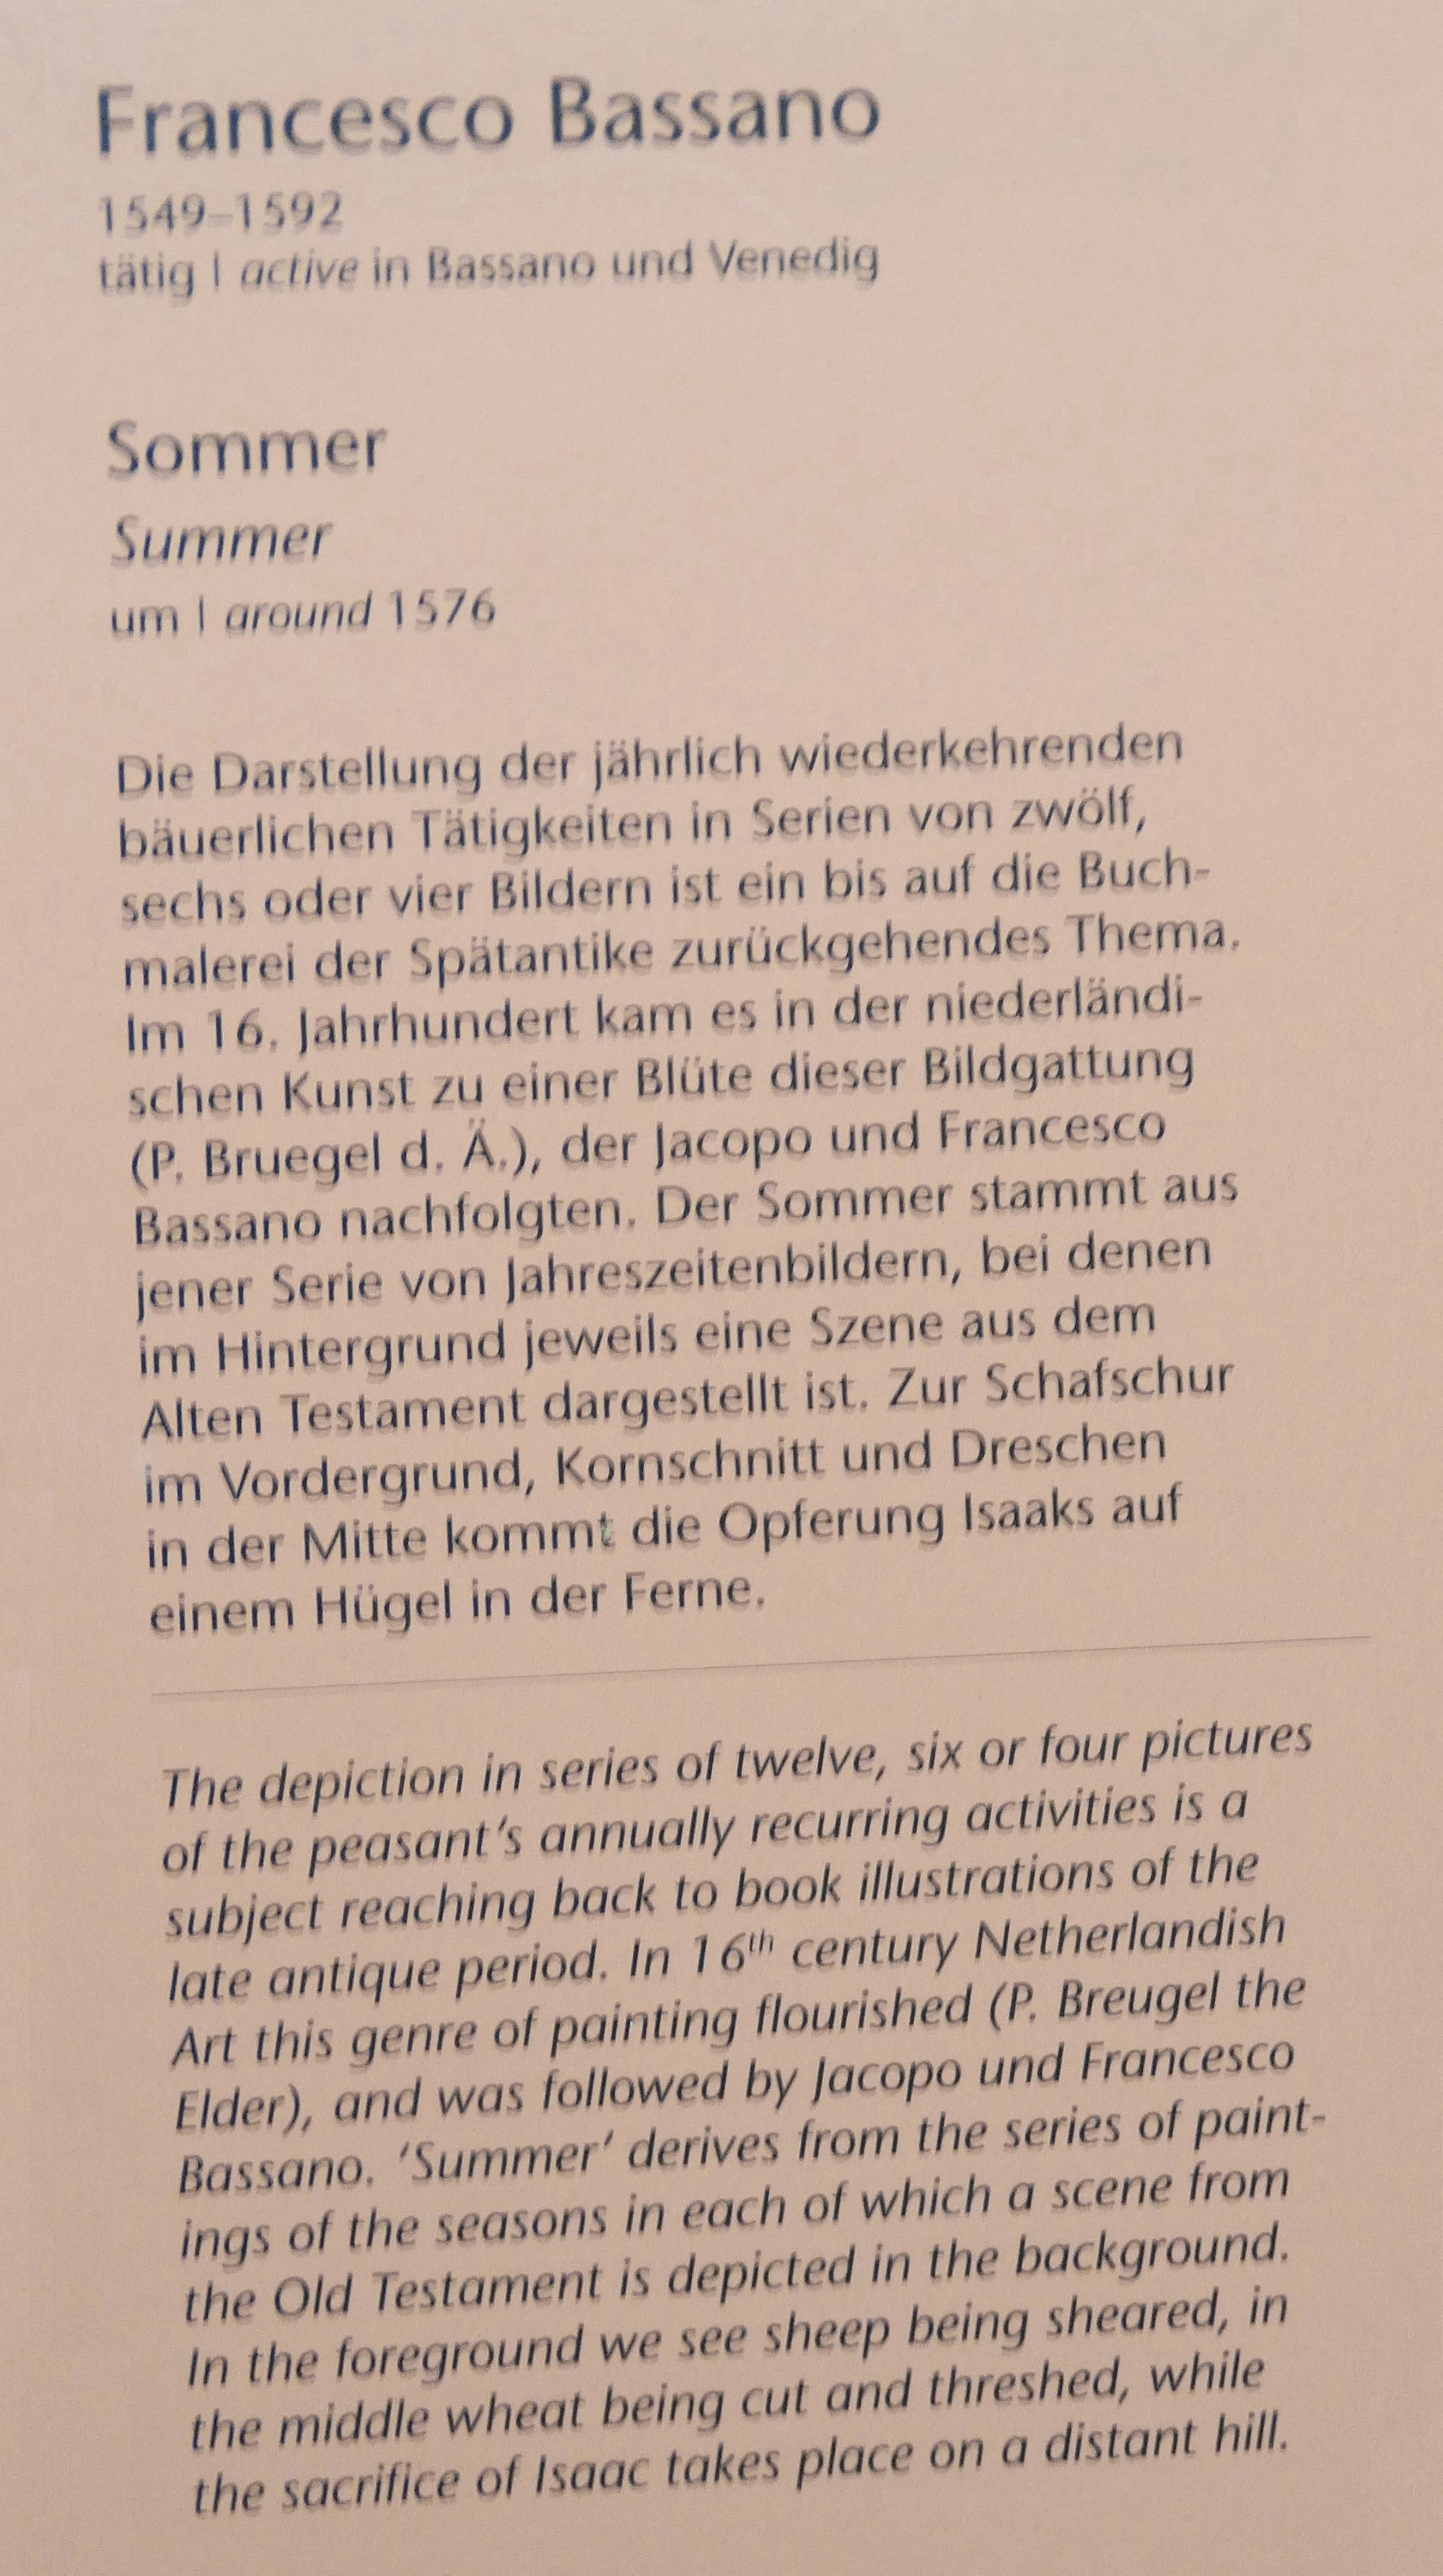 Francesco Bassano
1549–1592
tätig | active in Bassano und Venedig
Sommer
Summer
um | around 1576
Die Darstellung der jährlich wiederkehrenden
bäuerlichen Tätigkeiten in Serien von zwölf,
sechs oder vier Bildern ist ein bis auf die Buch-
malerei der Spätantike zurückgehendes Thema.
Im 16. Jahrhundert kam es in der niederländi-
schen Kunst zu einer Blüte dieser Bildgattung
(P. Bruegel d. Ä.), der Jacopo und Francesco
Bassano nachfolgten. Der Sommer stammt aus
jener Serie von Jahreszeitenbildern, bei denen
im Hintergrund jeweils eine Szene aus dem
Alten Testament dargestellt ist. Zur Schafschur
im Vordergrund, Kornschnitt und Dreschen
in der Mitte kommt die Opferung Isaaks auf
einem Hügel in der Ferne.
The depiction in series of twelve, six or four pictures
of the peasant's annually recurring activities is a
subject reaching back to book illustrations of the
late antique period. In 16th century Netherlandish
Art this genre of painting flourished (P. Breugel the
Elder), and was followed by Jacopo und Francesco
Bassano. 'Summer' derives from the series of paint-
ings of the seasons in each of which a scene from
the Old Testament is depicted in the background.
In the foreground we see sheep being sheared, in
the middle wheat being cut and threshed, while
the sacrifice of Isaac takes place on a distant hill.